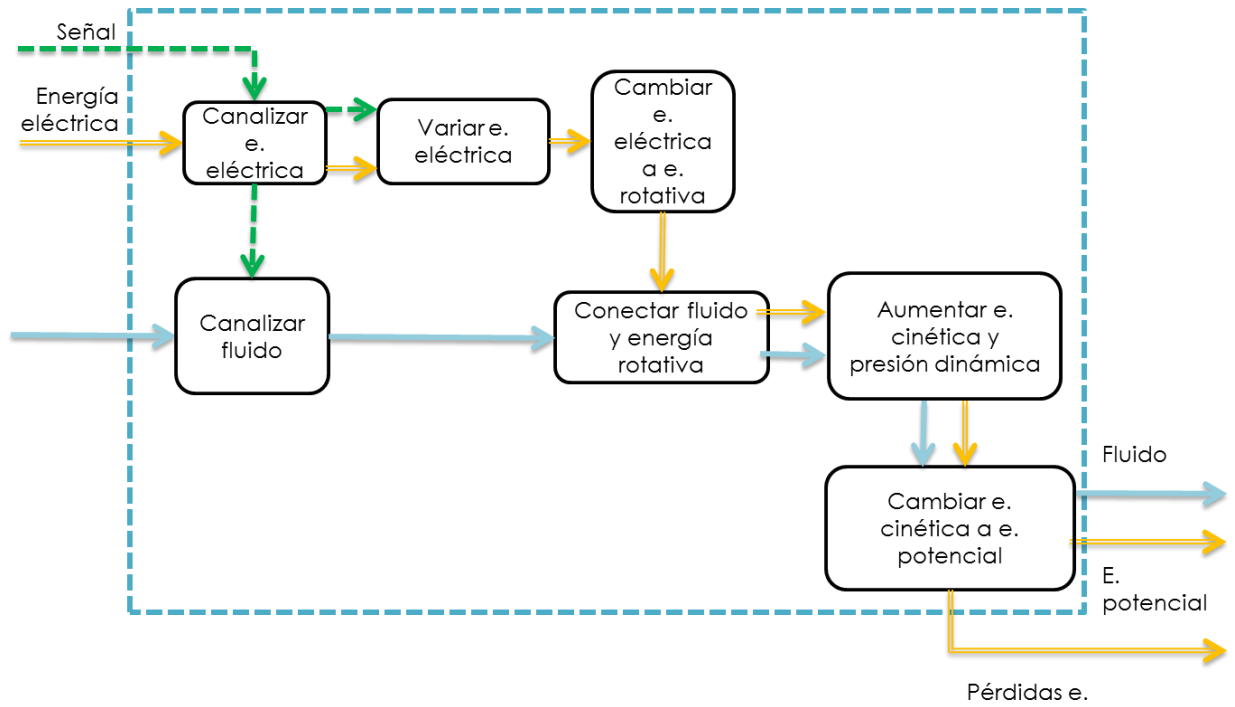 Señal
Energía
eléctrica
Canalizar
e.
eléctrica
Variar e.
eléctrica
Cambiar
e.
eléctrica
a e.
rotativa
Canalizar
fluido
Conectar fluido
y energía
rotativa
Aumentar e.
cinética y
presión dinámica
Cambiar e.
cinética a e.
potencial
Fluido
E.
potencial
Pérdidas e.